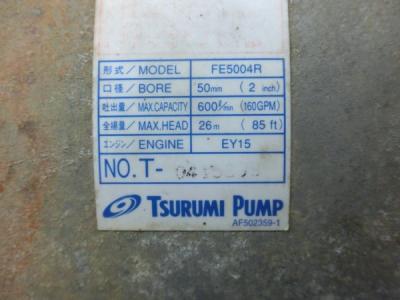 形式／MODEL FE5004R
口径／BORE 50mm (2 inch)
吐出量／MAX.CAPACITY 600ℓ/min (160GPM)
全揚量／MAX.HEAD 26m (85 ft)
エンジン／ENGINE EY15
NO.T-
TSURUMI PUMP
AF502359-1